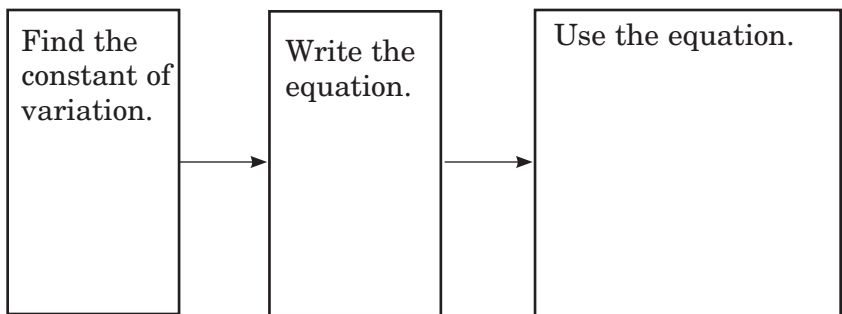 Find the
constant of
variation.
Write the
equation.
Use the equation.